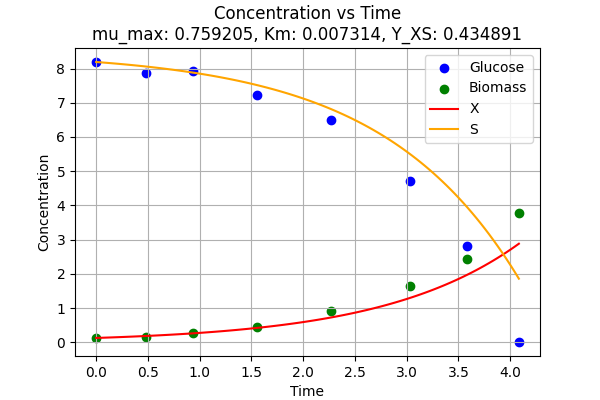 Concentration vs Time
mu_max: 0.759205, Km: 0.007314, Y_XS: 0.434891
Glucose
Biomass
X
S
Concentration
8
7
6
5
4
3
2
1
0
0.0 0.5 1.0 1.5 2.0 2.5 3.0 3.5 4.0
Time